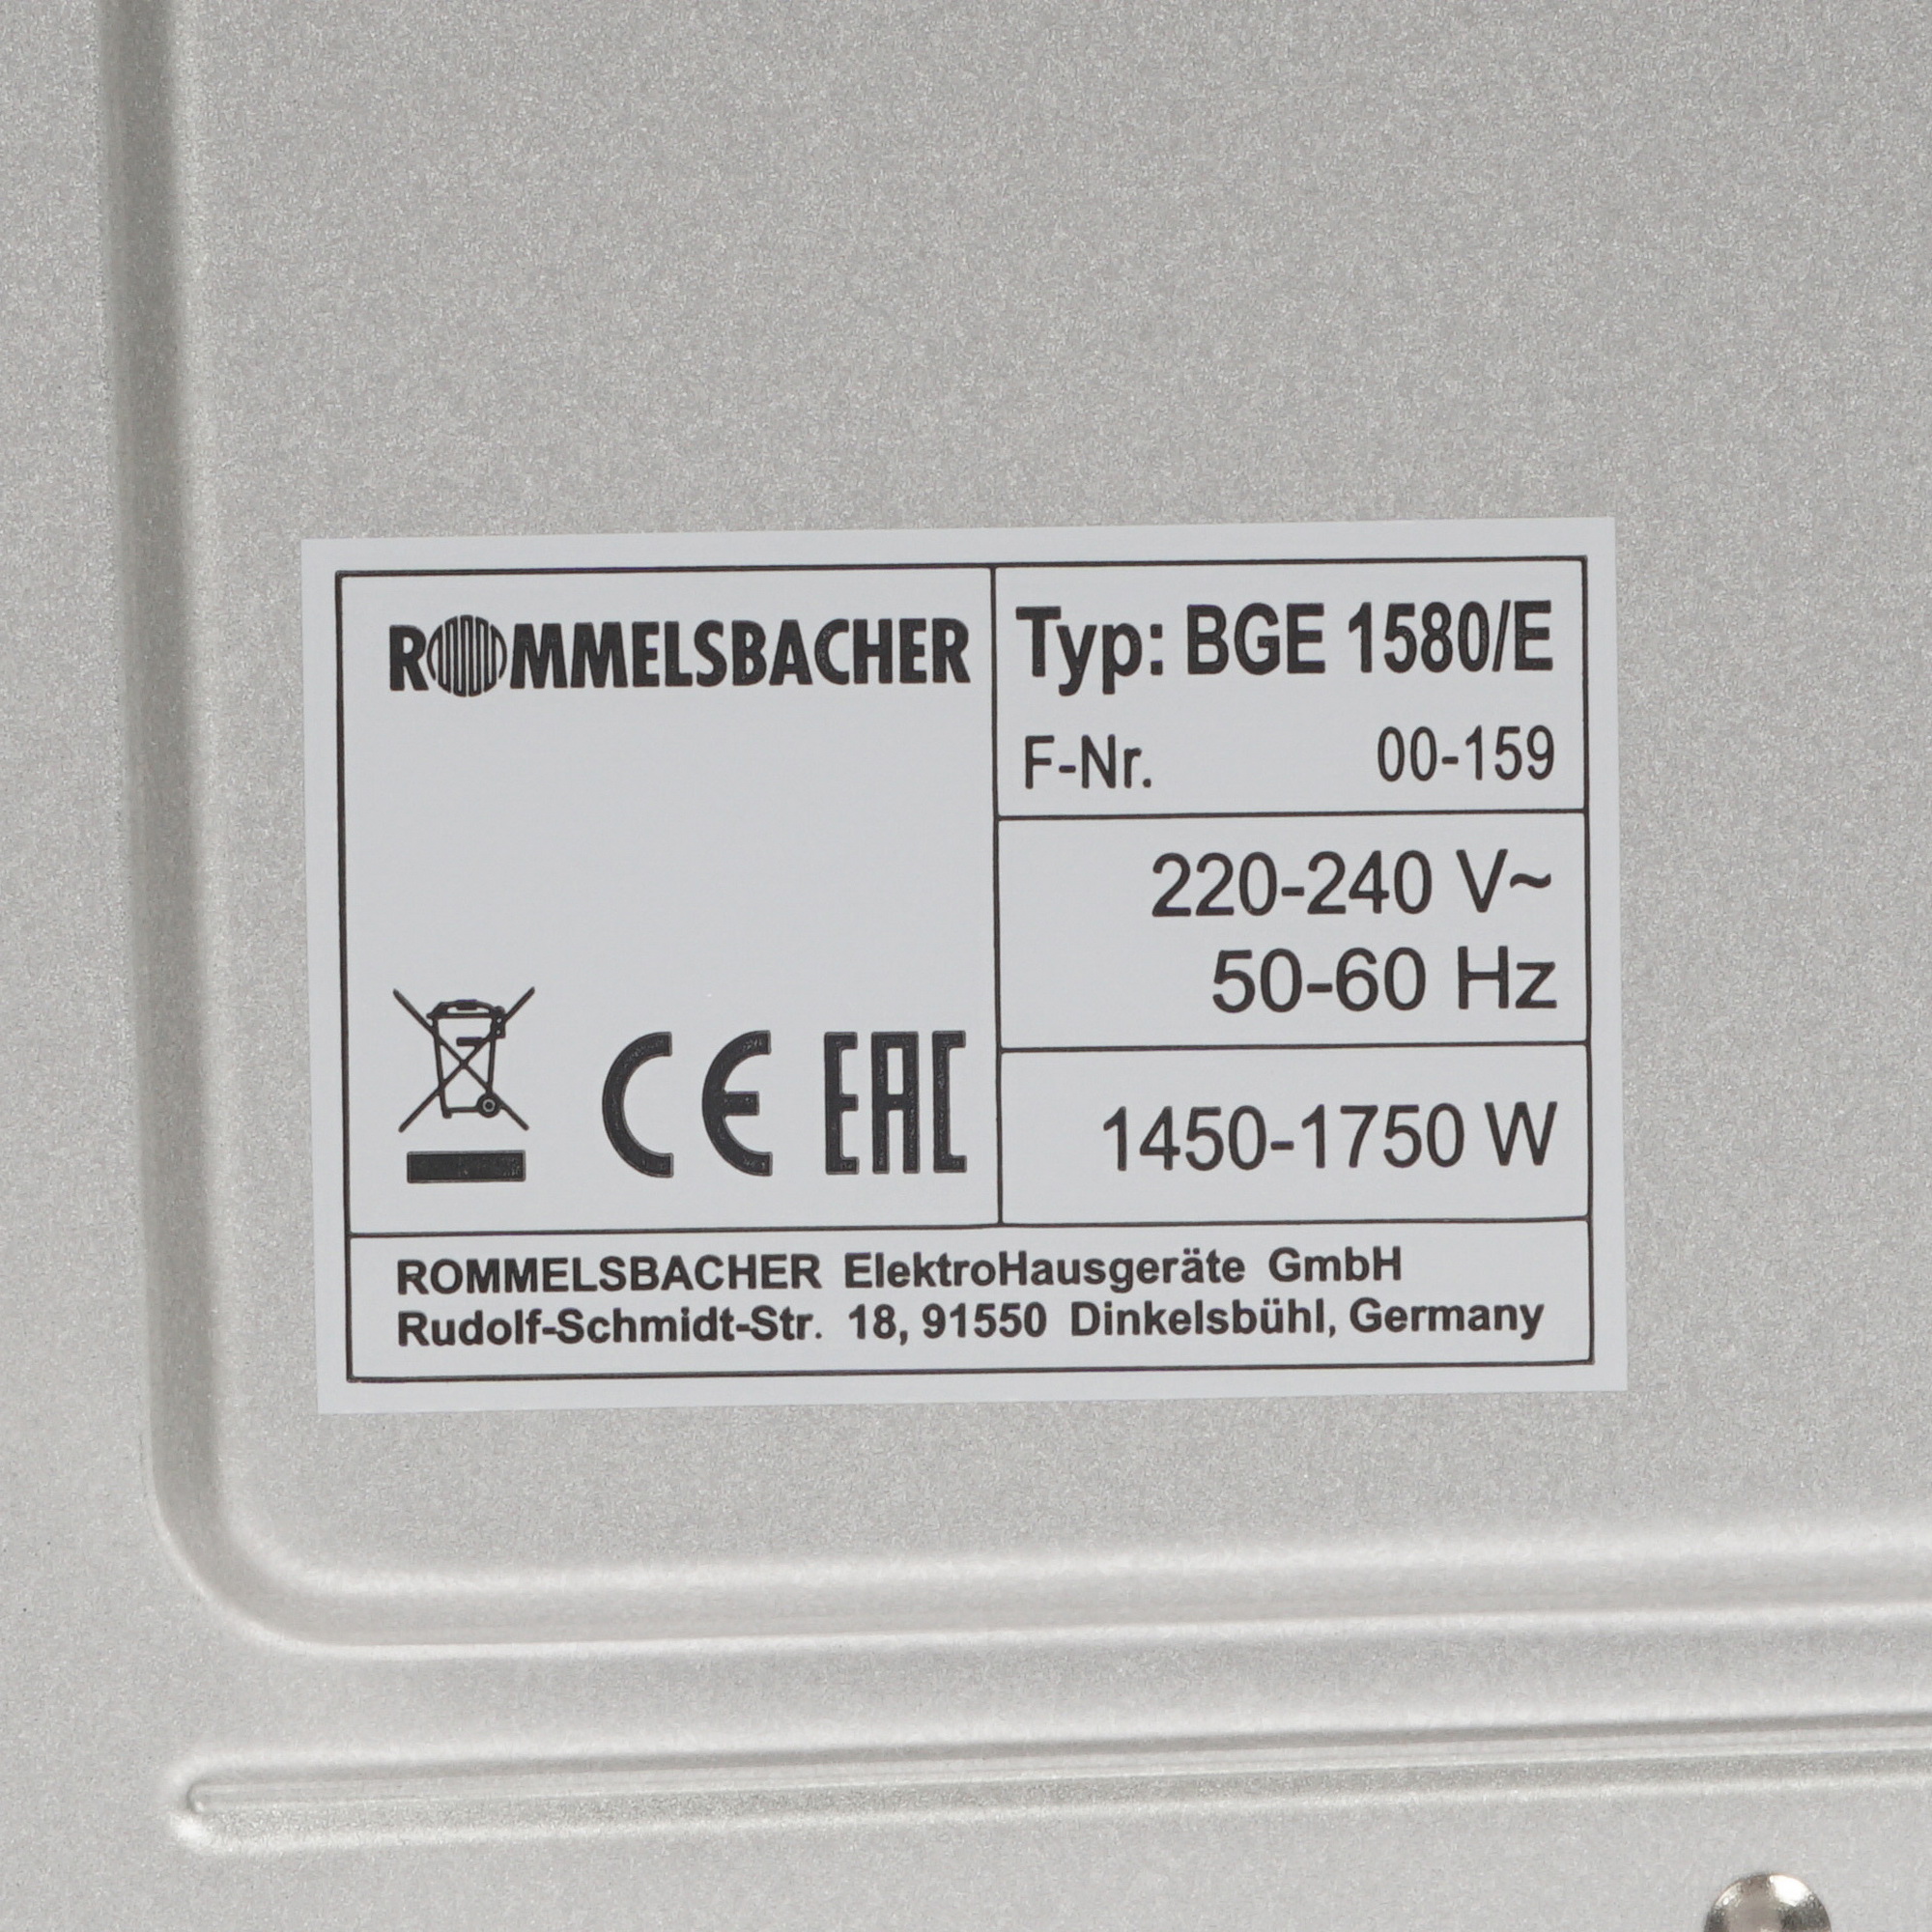 ROMMELSBACHER
Typ: BGE 1580/E
F-Nr. 00-159
220-240 V~
50-60 Hz
1450-1750 W
CE EAC
ROMMELSBACHER ElektroHausgeräte GmbH
Rudolf-Schmidt-Str. 18, 91550 Dinkelsbühl, Germany